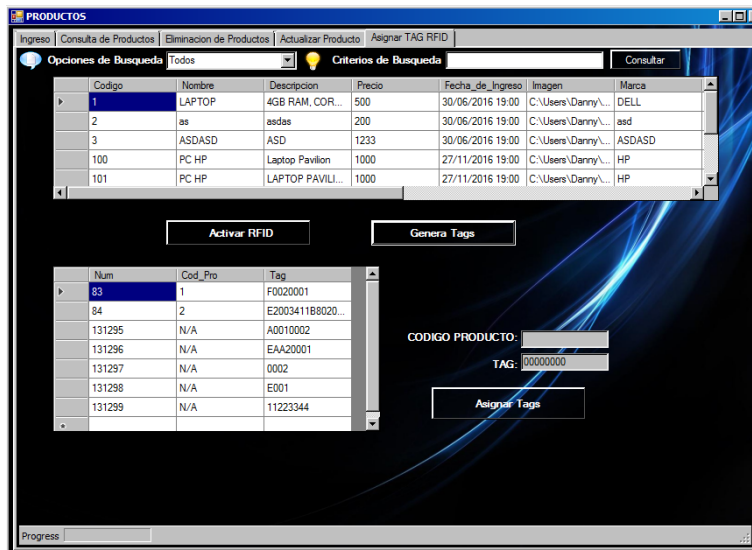 PRODUCTOS
Ingreso Consulta de Productos Eliminacion de Productos Actualizar Producto Asignar TAG RFID
Opciones de Busqueda Todos Criterios de Busqueda Consultar
Codigo Nombre Descripcion Precio Fecha_de_Ingreso Imagen Marca
1 LAPTOP 4GB RAM, COR... 500 30/06/2016 19:00 C:\Users\Danny\... DELL
2 as asdas 200 30/06/2016 19:00 C:\Users\Danny\... asd
3 ASDASD ASD 1233 30/06/2016 19:00 C:\Users\Danny\... ASDASD
100 PC HP Laptop Pavilion 1000 27/11/2016 19:00 C:\Users\Danny\... HP
101 PC HP LAPTOP PAVILI... 1000 27/11/2016 19:00 C:\Users\Danny\... HP
Activar RFID Genera Tags
Num Cod_Pro Tag
83 1 F0020001
84 2 E2003411B8020...
131295 N/A A0010002
131296 N/A EAA20001
131297 N/A 0002
131298 N/A E001
131299 N/A 11223344
CODIGO PRODUCTO:
TAG: 00000000
Asignar Tags
Progress